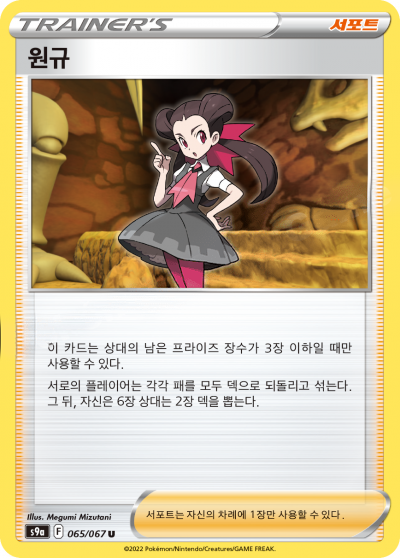 TRAINER'S 서포트
원규
이 카드는 상대의 남은 프라이즈 장수가 3장 이하일 때만
사용할 수 있다.
서로의 플레이어는 각각 패를 모두 덱으로 되돌리고 섞는다.
그 뒤, 자신은 6장 상대는 2장 덱을 뽑는다.
Illus. Megumi Mizutani
s9a F 065/067 U
서포트는 자신의 차례에 1장만 사용할 수 있다.
©2022 Pokémon/Nintendo/Creatures/GAME FREAK.